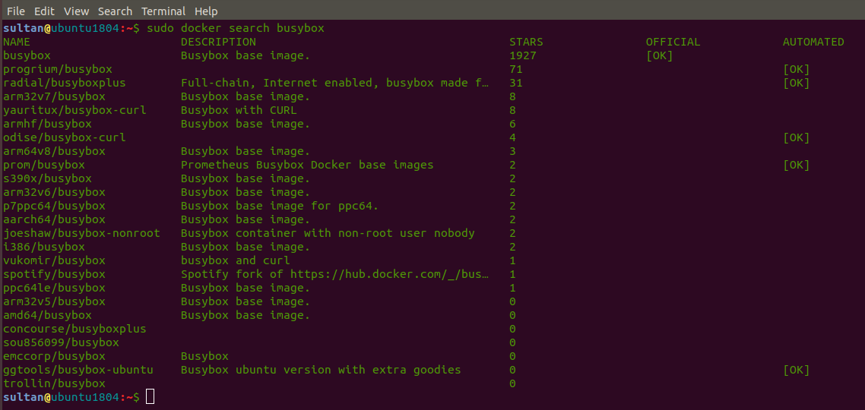 File Edit View Search Terminal Help
sultan@ubuntu1804:~$ sudo docker search busybox
NAME DESCRIPTION STARS OFFICIAL AUTOMATED
busybox Busybox base image. 1927 [OK]
progrium/busybox 71 [OK]
radial/busyboxplus Full-chain, Internet enabled, busybox made f… 31 [OK]
arm32v7/busybox Busybox base image. 8
yauritux/busybox-curl Busybox with CURL 8
armhf/busybox Busybox base image. 6
odise/busybox-curl 4 [OK]
arm64v8/busybox Busybox base image. 3
prom/busybox Prometheus Busybox Docker base images 2 [OK]
s390x/busybox Busybox base image. 2
arm32v6/busybox Busybox base image. 2
p7ppc64/busybox Busybox base image for ppc64. 2
aarch64/busybox Busybox base image. 2
joeshaw/busybox-nonroot Busybox container with non-root user nobody 2
i386/busybox Busybox base image. 2
vukomir/busybox busybox and curl 1
spotify/busybox Spotify fork of https://hub.docker.com/_/bus… 1
ppc64le/busybox Busybox base image. 1
arm32v5/busybox Busybox base image. 0
amd64/busybox Busybox base image. 0
concourse/busyboxplus 0
sou856099/busybox 0
emccorp/busybox Busybox 0
ggtools/busybox-ubuntu Busybox ubuntu version with extra goodies 0 [OK]
trollin/busybox 0
sultan@ubuntu1804:~$